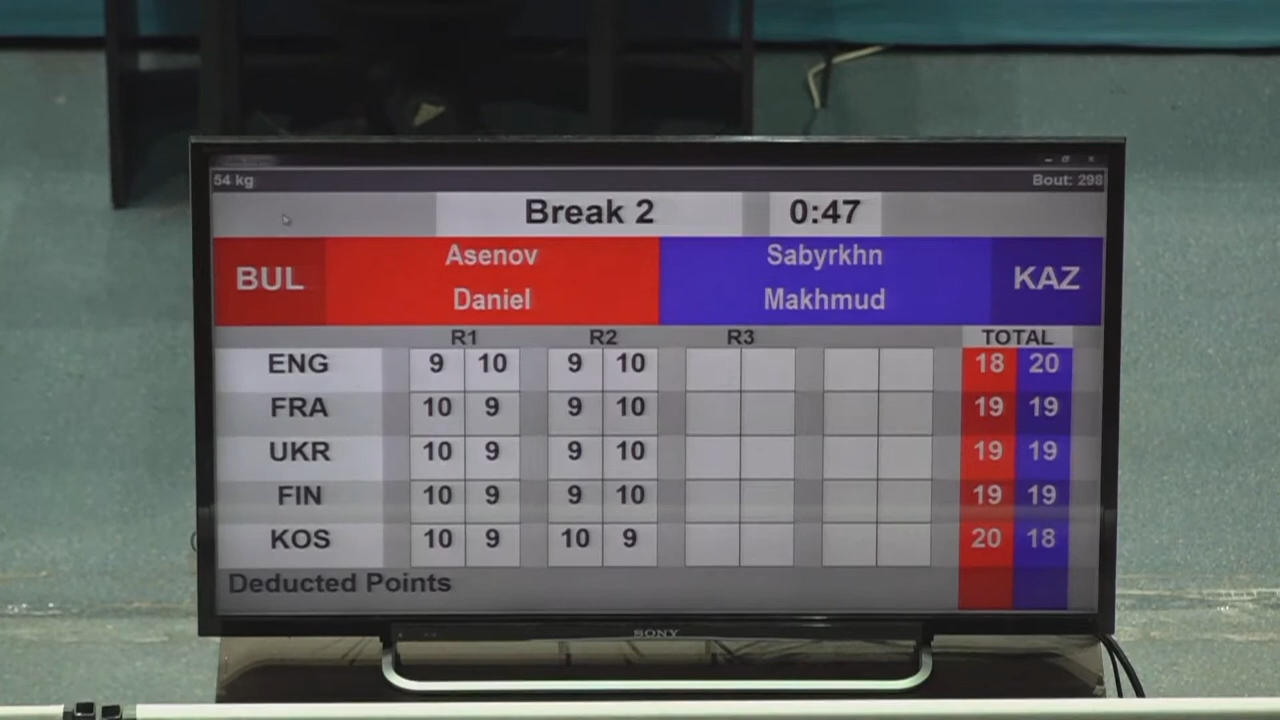 54 kg Bout: 298
Break 2 0:47
BUL Asenov Daniel Sabyrkhn Makhmud KAZ
R1 R2 R3 TOTAL
ENG 9 10 9 10 18 20
FRA 10 9 9 10 19 19
UKR 10 9 9 10 19 19
FIN 10 9 9 10 19 19
KOS 10 9 10 9 20 18
Deducted Points
SONY